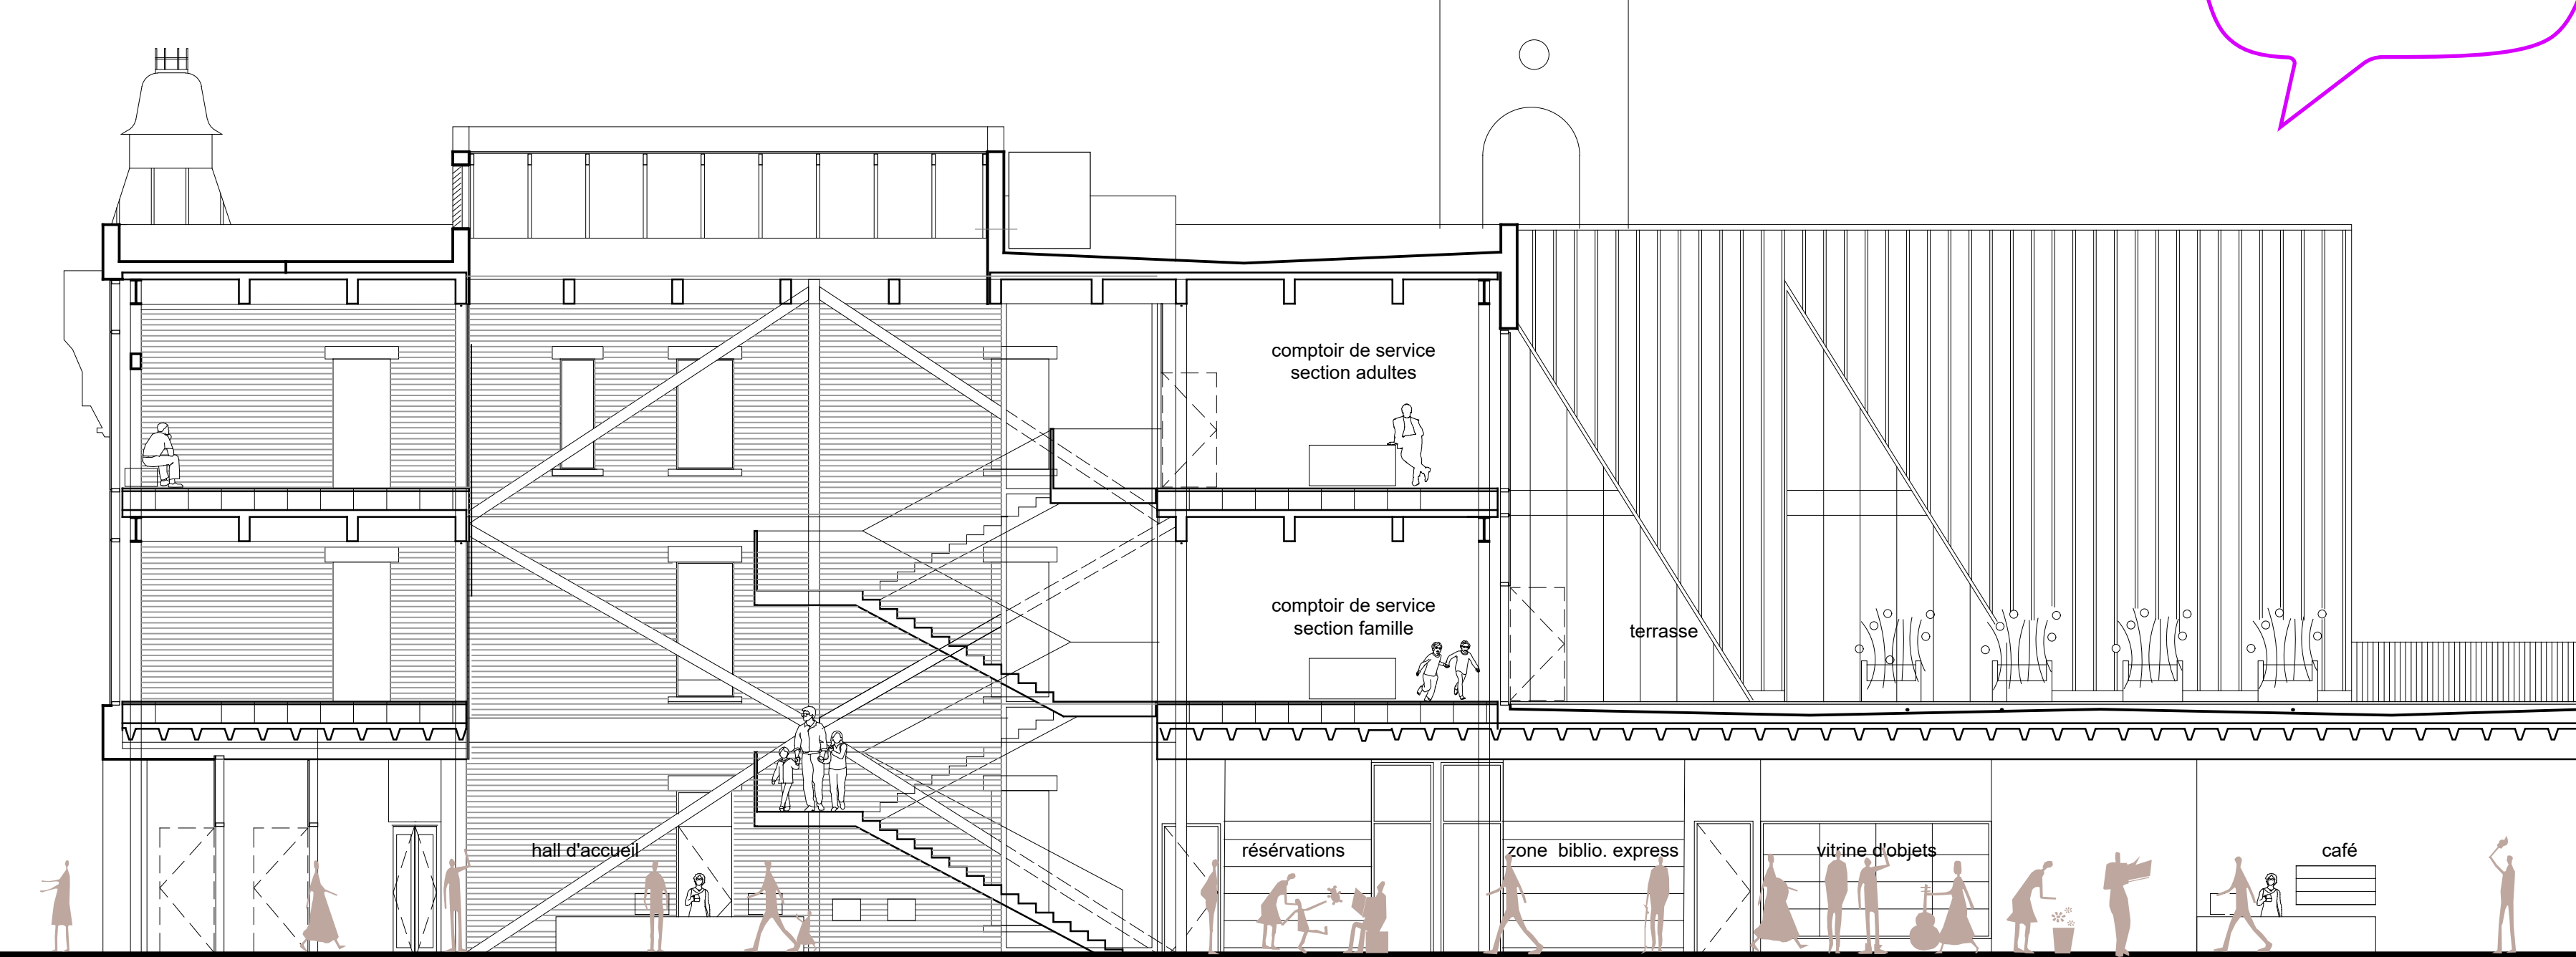 comptoir de service
section adultes
comptoir de service
section famille
terrasse
hall d'accueil
résérvations
zone  biblio. express
vitrine d'objets
café